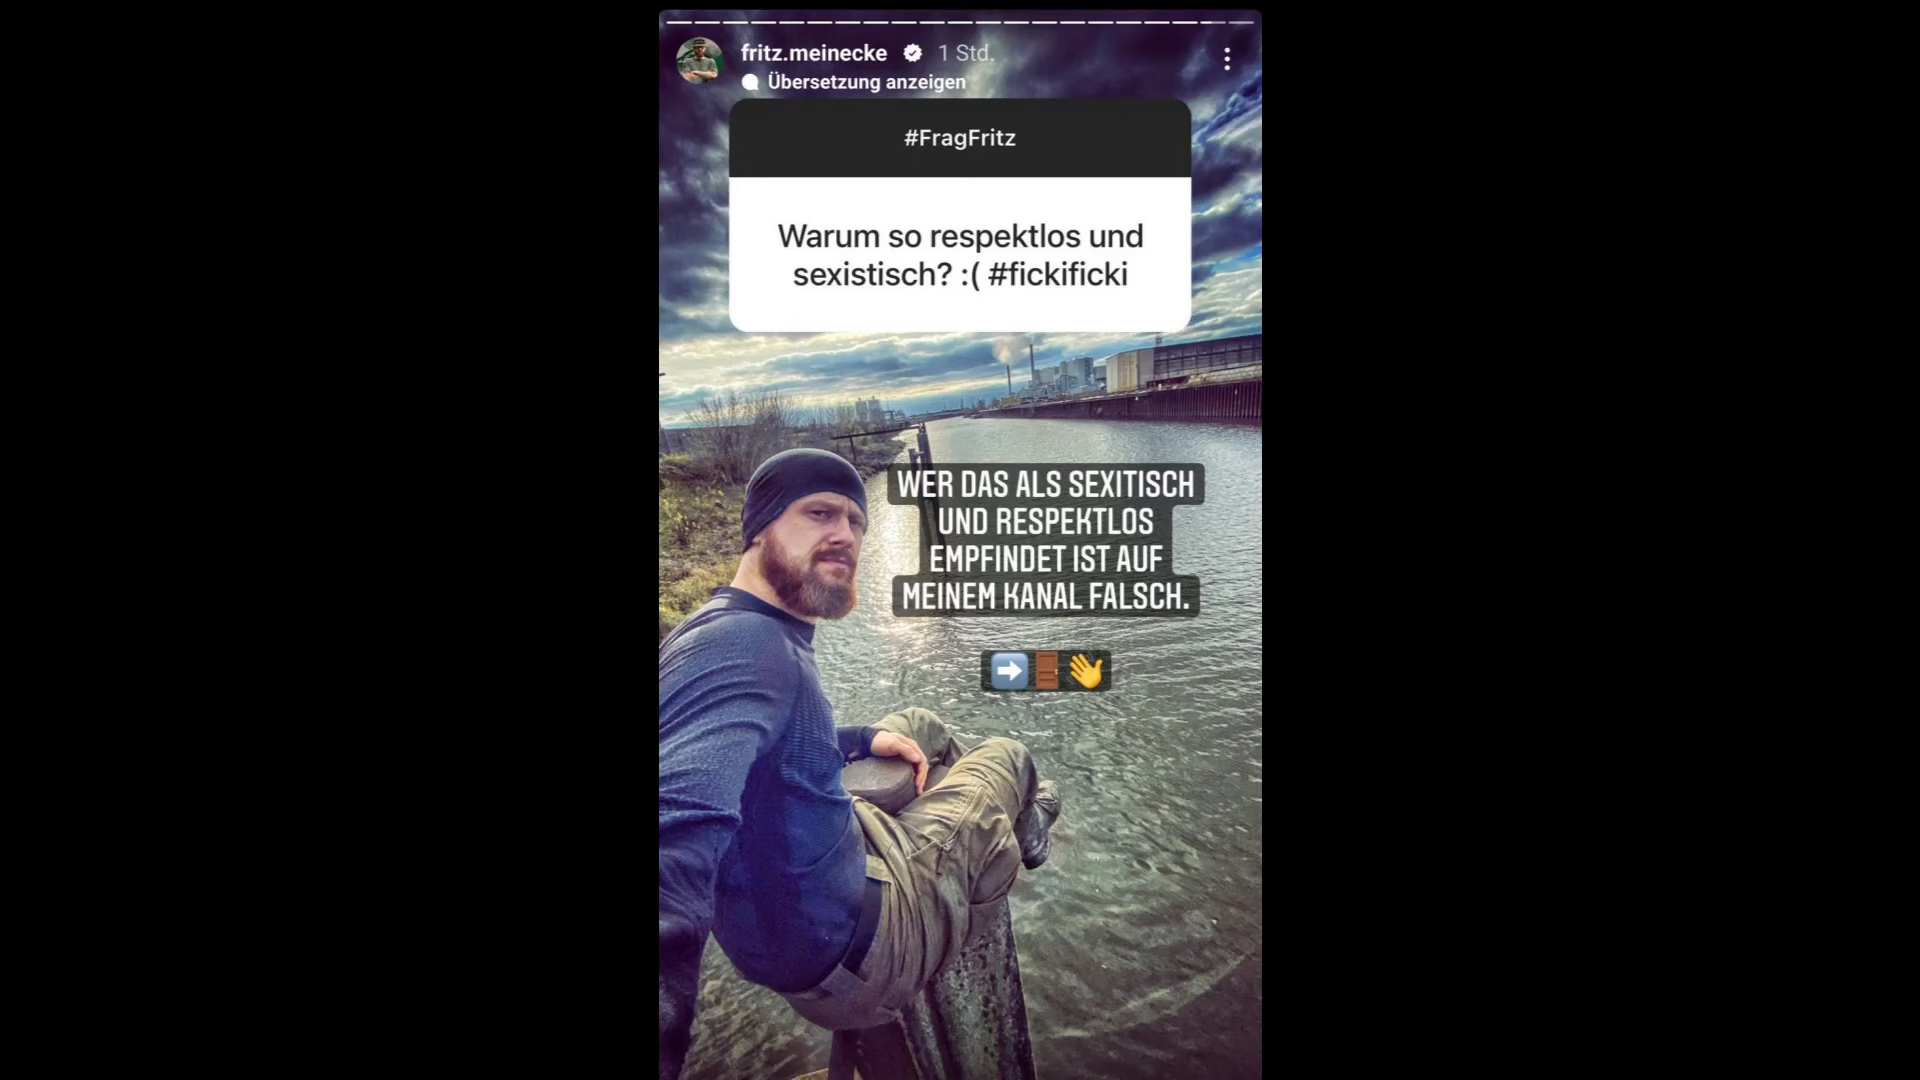 fritz.meinecke 1 Std.
Übersetzung anzeigen
#FragFritz
Warum so respektlos und
sexistisch? :( #fickificki
WER DAS ALS SEXITISCH
UND RESPEKTLOS
EMPFINDET IST AUF
MEINEM KANAL FALSCH.